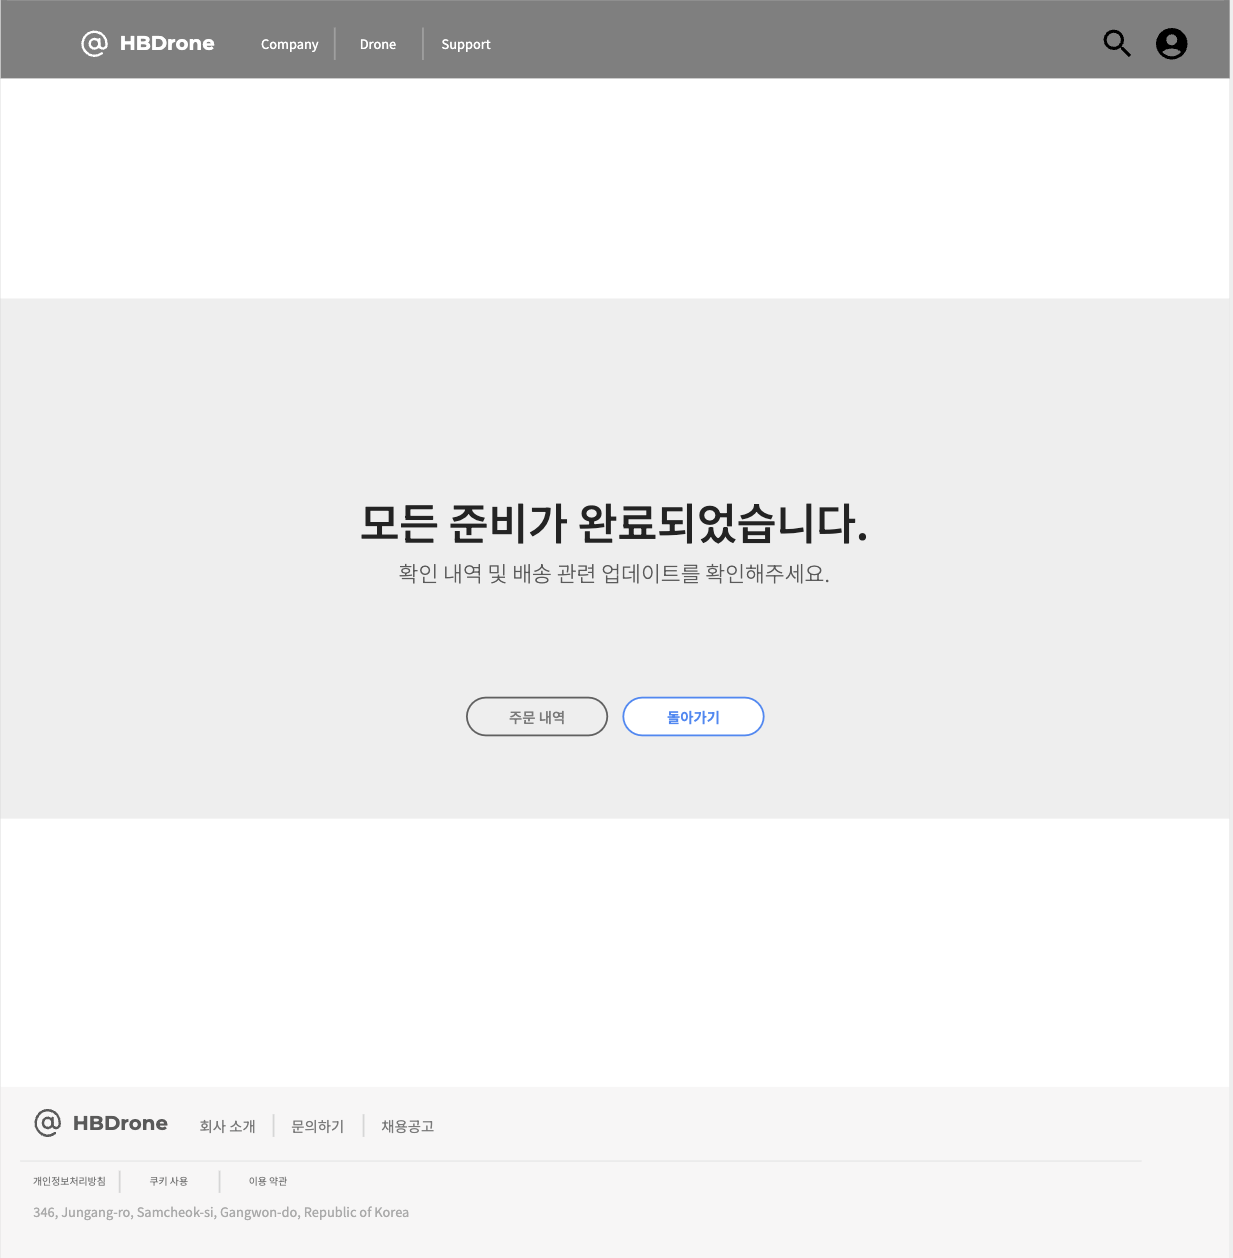 @ HBDrone Company Drone Support
모든 준비가 완료되었습니다.
확인 내역 및 배송 관련 업데이트를 확인해주세요.
주문 내역 돌아가기
@ HBDrone 회사 소개 문의하기 채용공고
개인정보처리방침 쿠키 사용 이용 약관
346, Jungang-ro, Samcheok-si, Gangwon-do, Republic of Korea